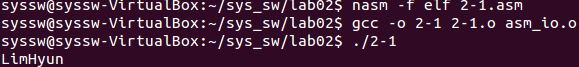 syssw@syssw-VirtualBox:~/sys_sw/lab02$ nasm -f elf 2-1.asm
syssw@syssw-VirtualBox:~/sys_sw/lab02$ gcc -o 2-1 2-1.o asm_io.o
syssw@syssw-VirtualBox:~/sys_sw/lab02$ ./2-1
LimHyun